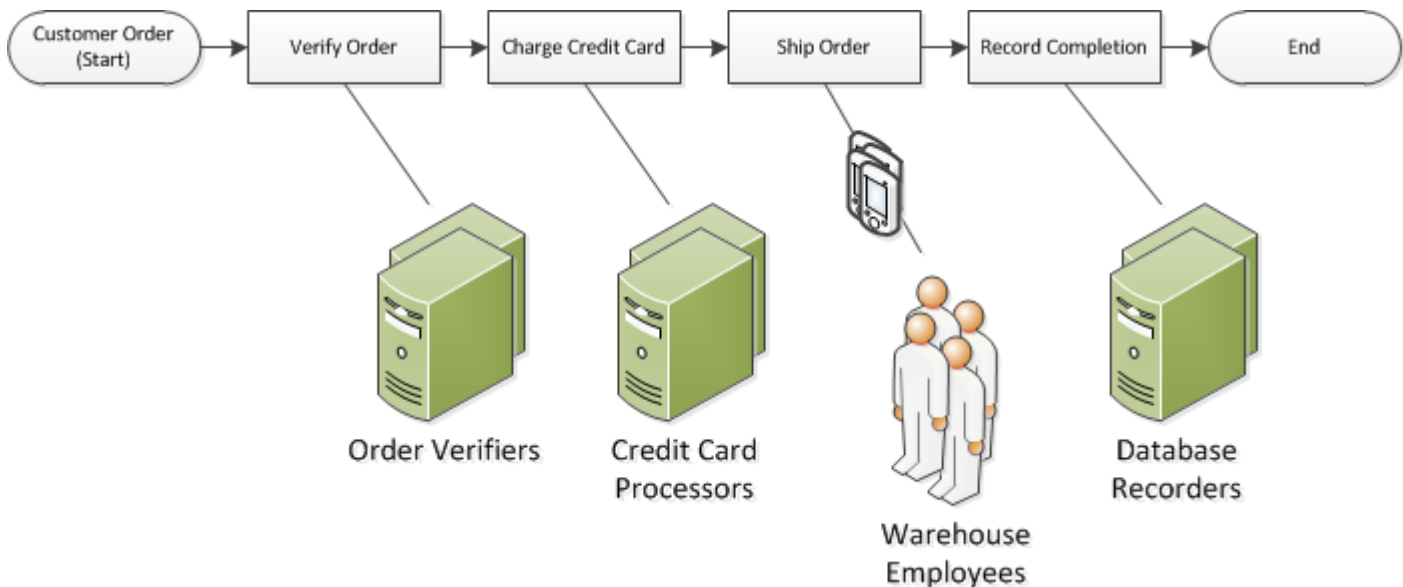 Customer Order
(Start)
Verify Order
Charge Credit Card
Ship Order
Record Completion
End
Order Verifiers
Credit Card
Processors
Warehouse
Employees
Database
Recorders